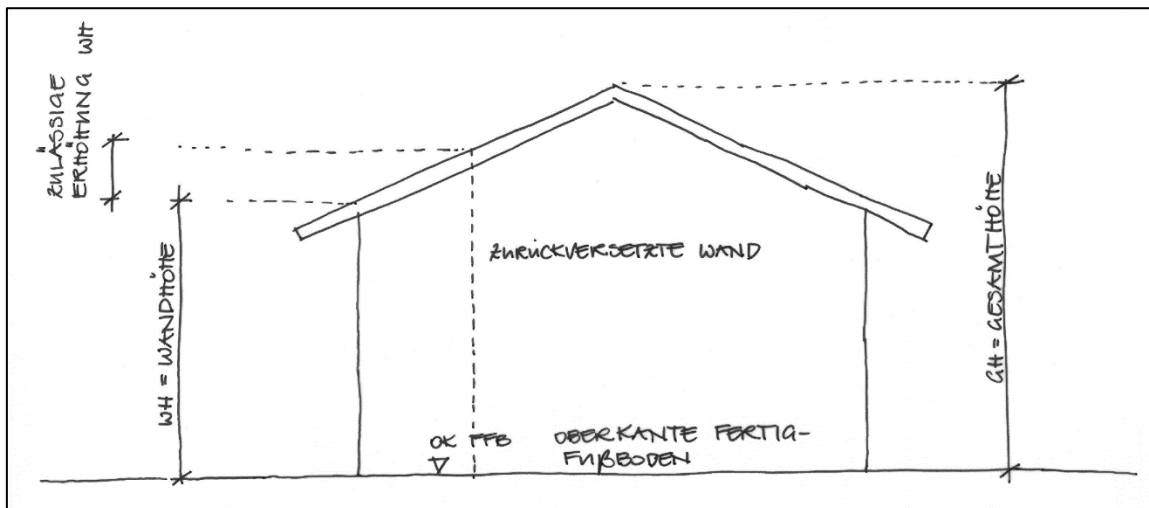 ZULÄSSIGE
ERHÖHUNG WH
WH = WANDHÖHE
ZURÜCKVERSETZTE WAND
OK FFB OBERKANTE FERTIG-
FUßBODEN
GH = GESAMTHÖHE